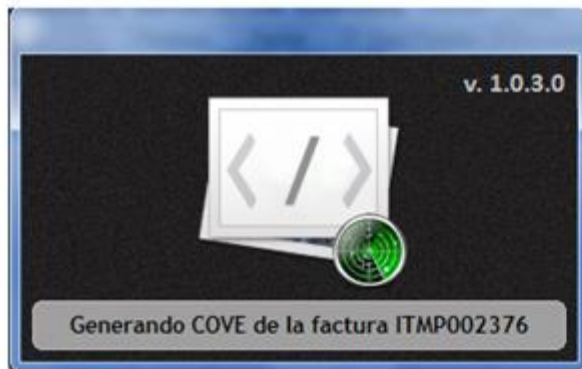 v. 1.0.3.0
< / >
Generando COVE de la factura ITMP002376